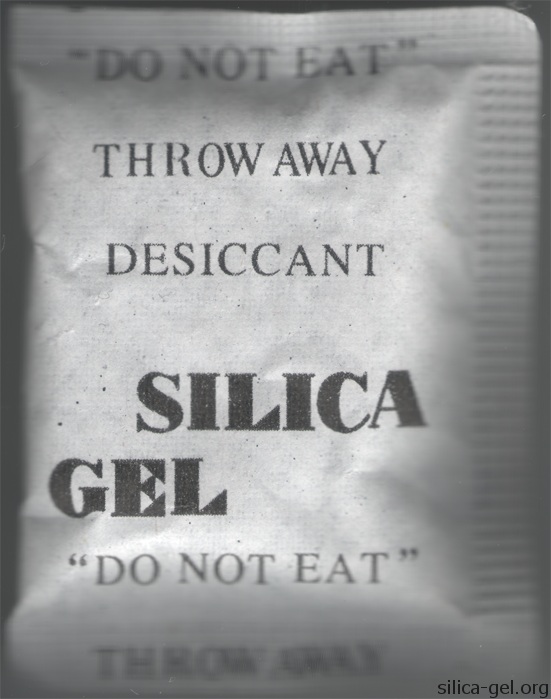 "DO NOT EAT"
THROW AWAY
DESICCANT
SILICA
GEL
"DO NOT EAT"
THROW AWAY
silica-gel.org